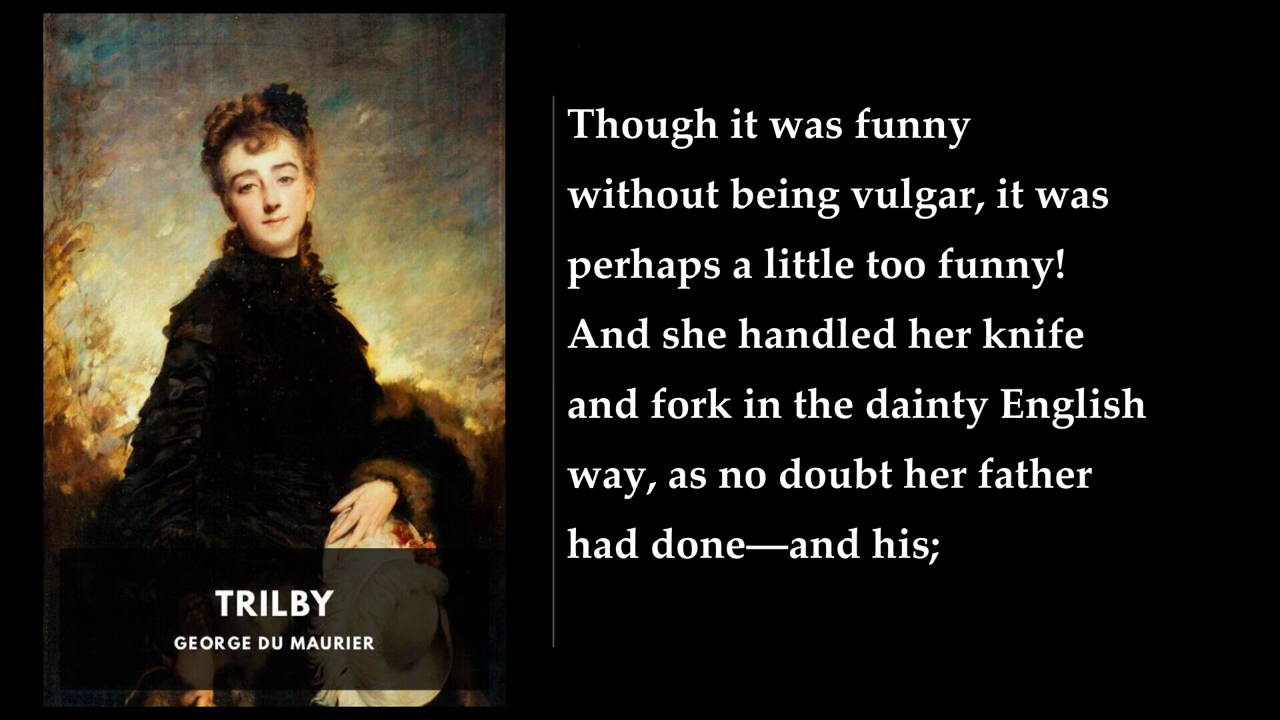 TRILBY
GEORGE DU MAURIER
Though it was funny
without being vulgar, it was
perhaps a little too funny!
And she handled her knife
and fork in the dainty English
way, as no doubt her father
had done—and his;